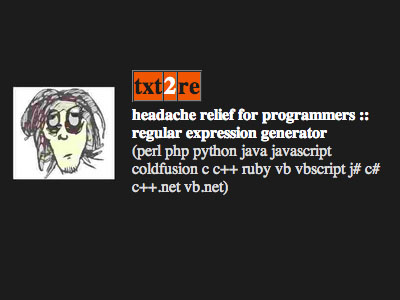 txt2re
headache relief for programmers ::
regular expression generator
(perl php python java javascript
coldfusion c c++ ruby vb vbscript j# c#
c++.net vb.net)